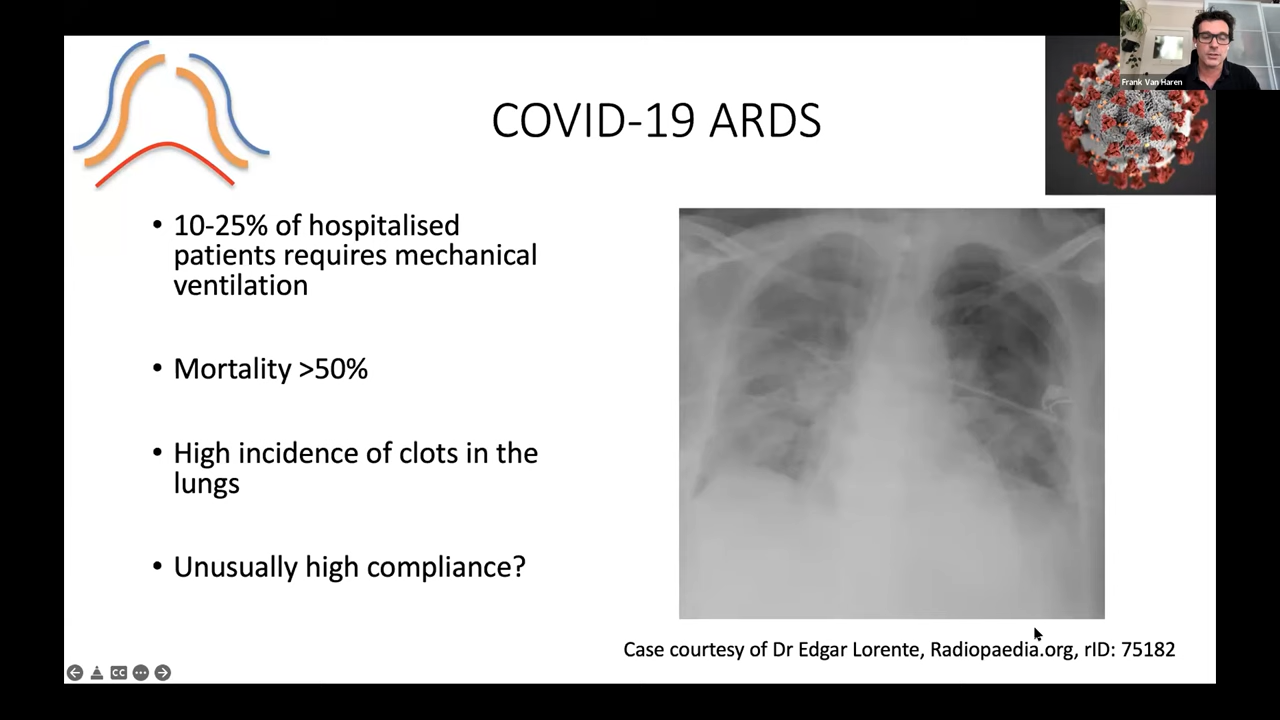 Frank Van Haren
COVID-19 ARDS
• 10-25% of hospitalised
patients requires mechanical
ventilation
• Mortality >50%
• High incidence of clots in the
lungs
• Unusually high compliance?
Case courtesy of Dr Edgar Lorente, Radiopaedia.org, rID: 75182
CC